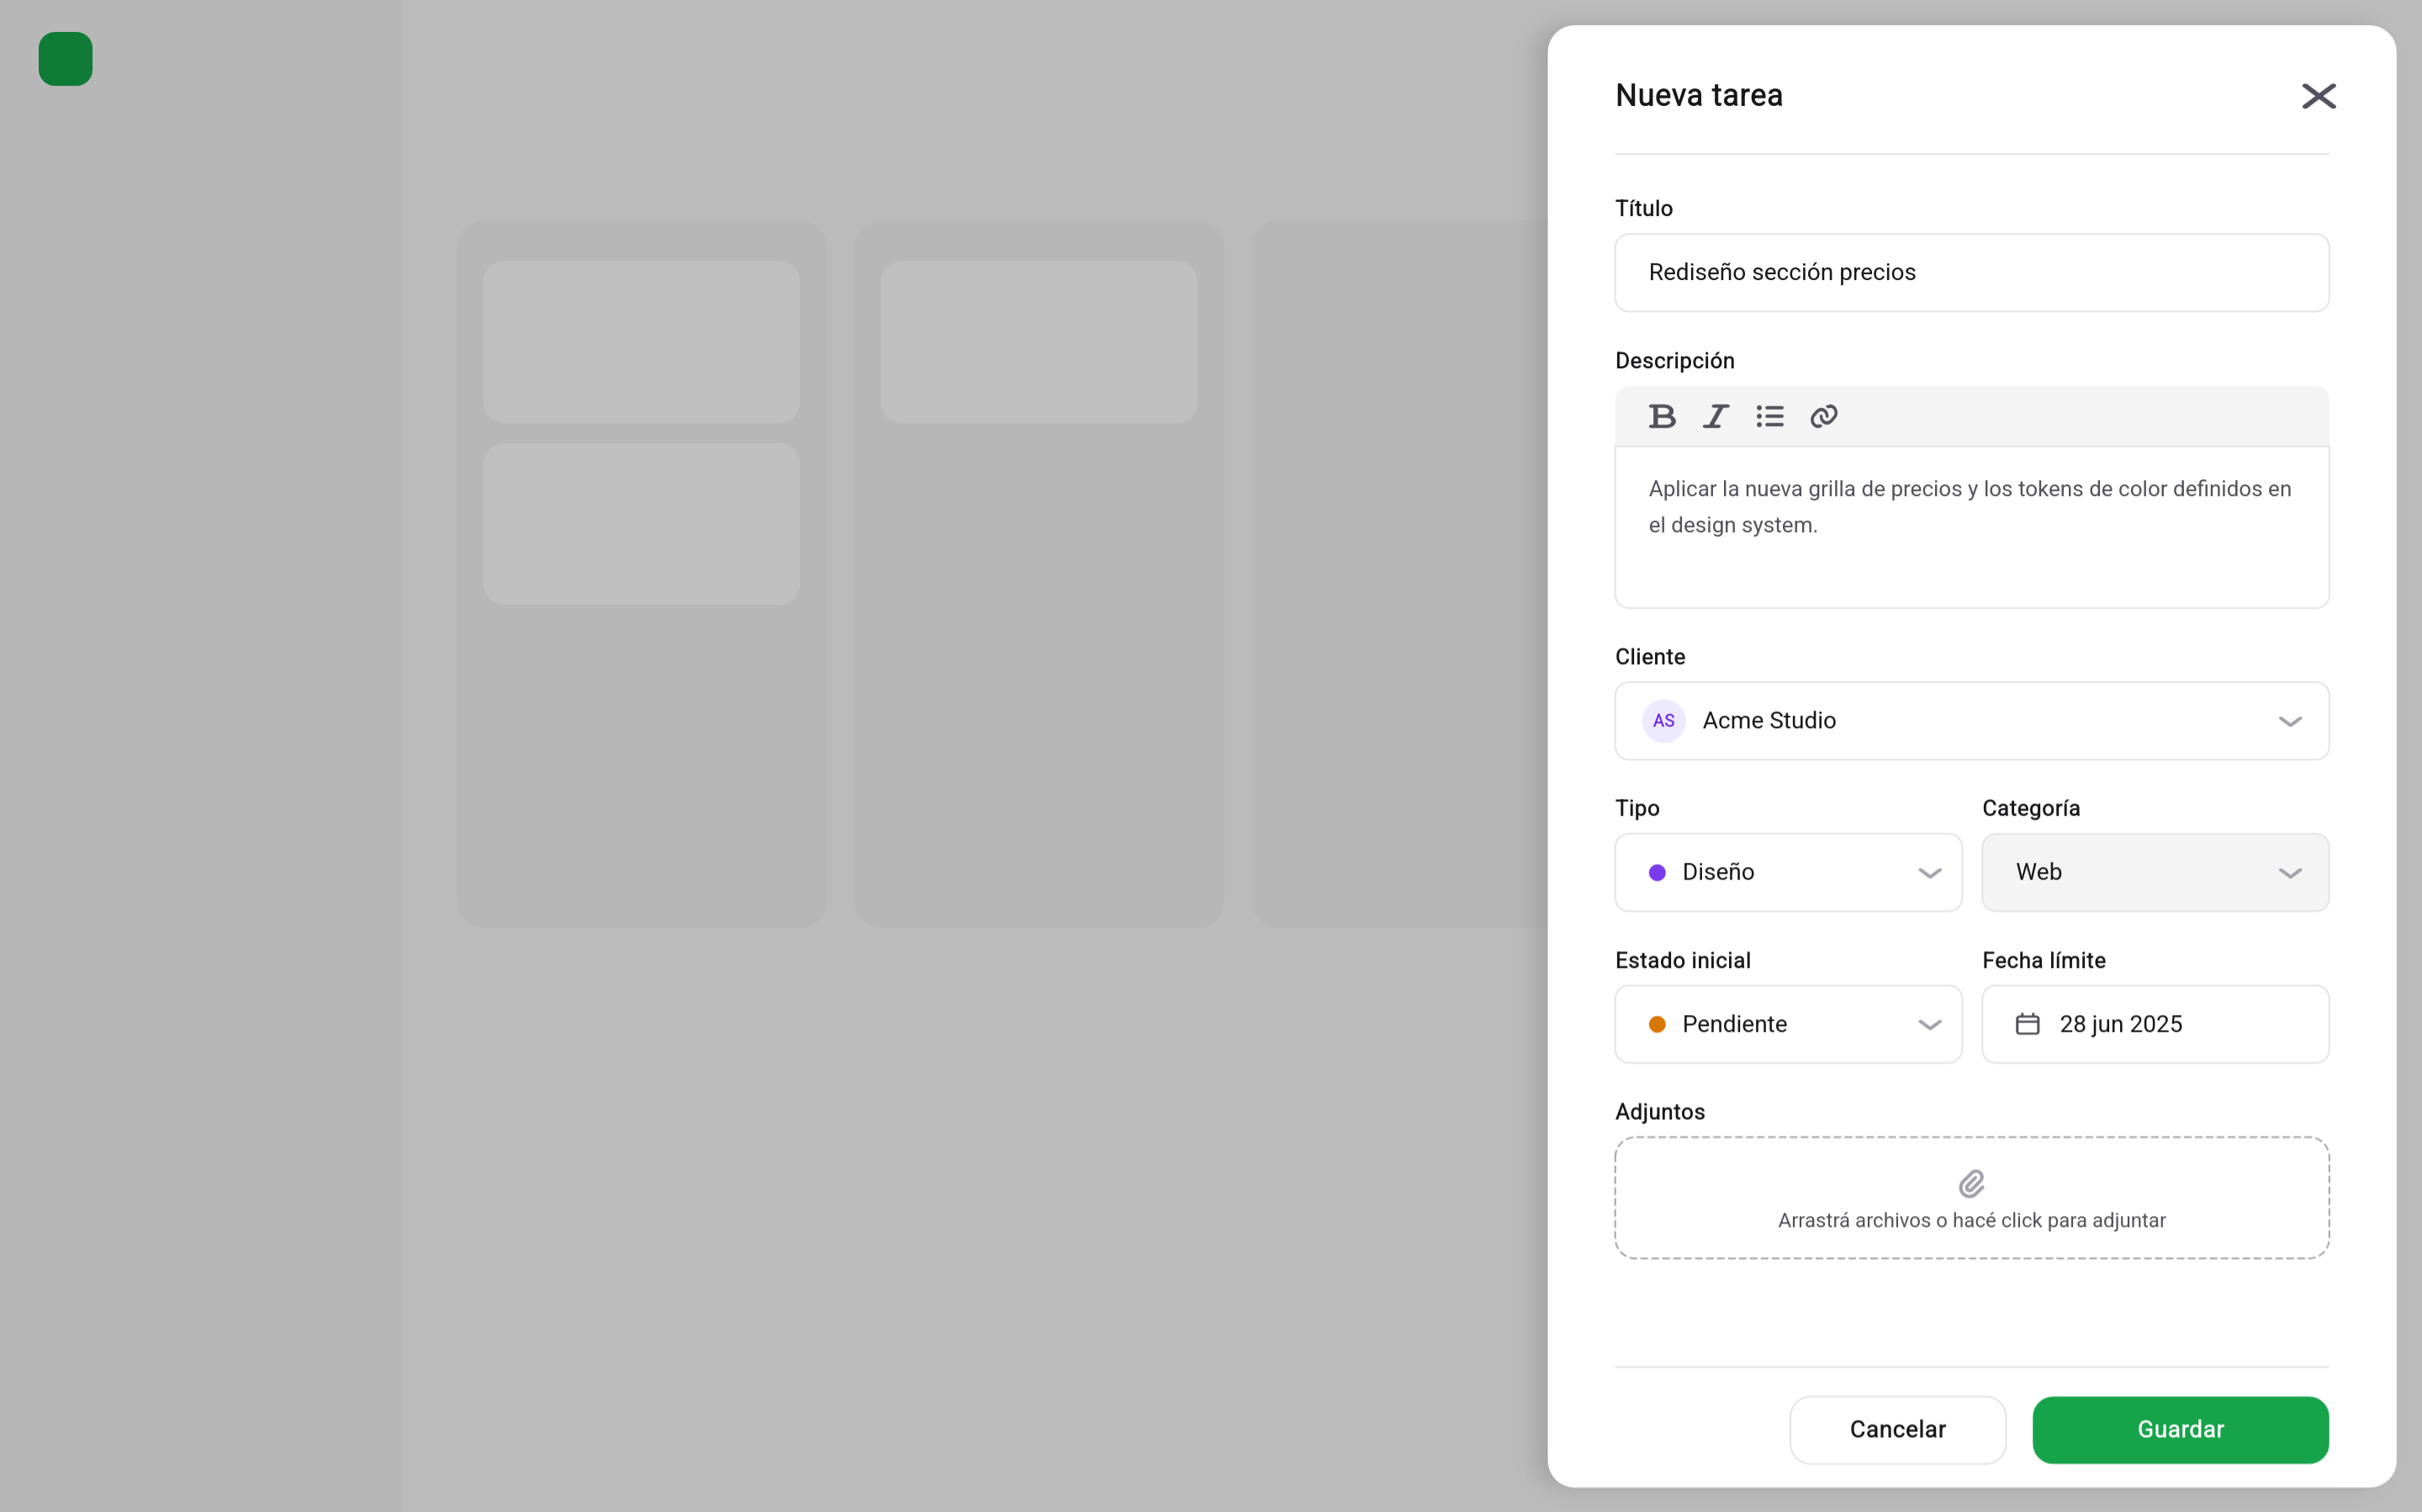 Nueva tarea
Título
Rediseño sección precios
Descripción
Aplicar la nueva grilla de precios y los tokens de color definidos en
el design system.
Cliente
AS Acme Studio
Tipo Categoría
Diseño Web
Estado inicial Fecha límite
Pendiente 28 jun 2025
Adjuntos
Arrastrá archivos o hacé click para adjuntar
Cancelar Guardar